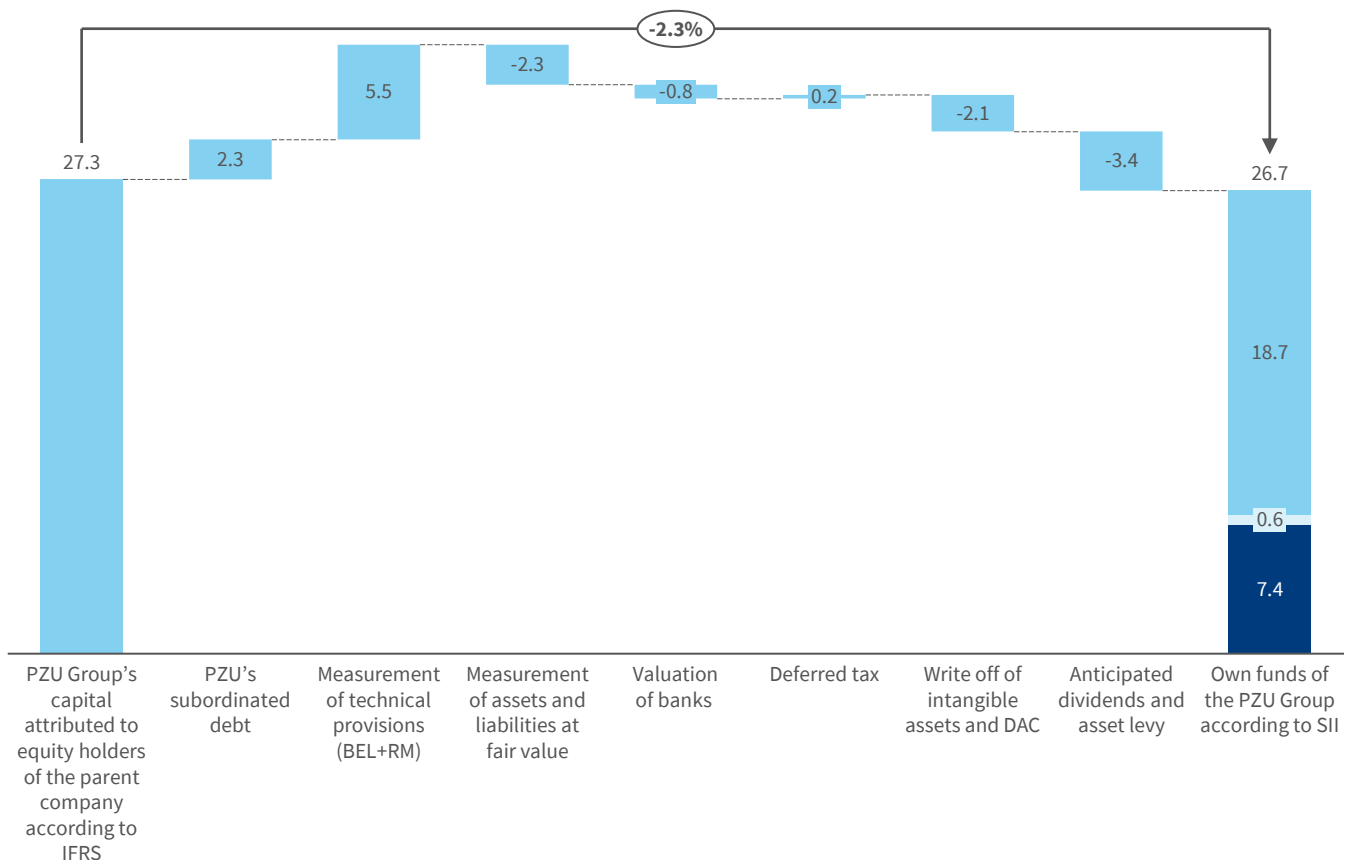 -2.3%
27.3
2.3
5.5
-2.3
-0.8
0.2
-2.1
-3.4
26.7
18.7
0.6
7.4
PZU Group’s
capital
attributed to
equity holders
of the parent
company
according to
IFRS
PZU’s
subordinated
debt
Measurement
of technical
provisions
(BEL+RM)
Measurement
of assets and
liabilities at
fair value
Valuation
of banks
Deferred tax
Write off of
intangible
assets and DAC
Anticipated
dividends and
asset levy
Own funds of
the PZU Group
according to SII